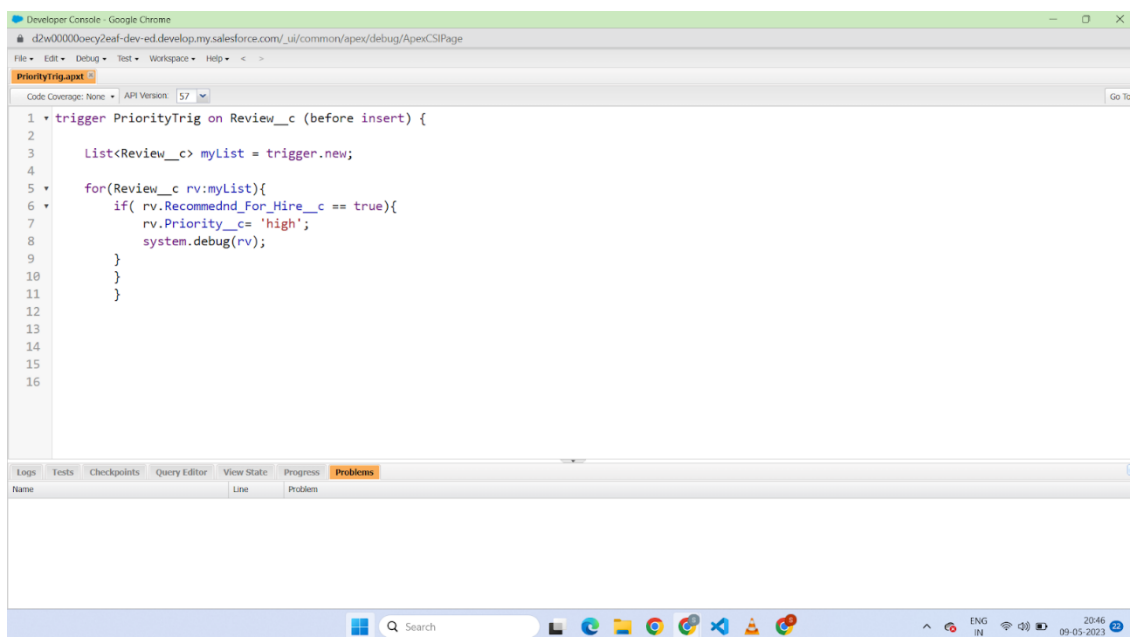 Developer Console - Google Chrome
d2w00000oecy2eaf-dev-ed.develop.my.salesforce.com/_ui/common/apex/debug/ApexCSIPage
File Edit Debug Test Workspace Help < >
PriorityTrig.apxt
Code Coverage: None API Version: 57 Go To
1 trigger PriorityTrig on Review__c (before insert) {
2
3 List<Review__c> myList = trigger.new;
4
5 for(Review__c rv:myList){
6 if( rv.Recommednd_For_Hire__c == true){
7 rv.Priority__c= 'high';
8 system.debug(rv);
9 }
10 }
11 }
12
13
14
15
16
Logs Tests Checkpoints Query Editor View State Progress Problems
Name Line Problem
Search
ENG 20:46
IN 09-05-2023 22